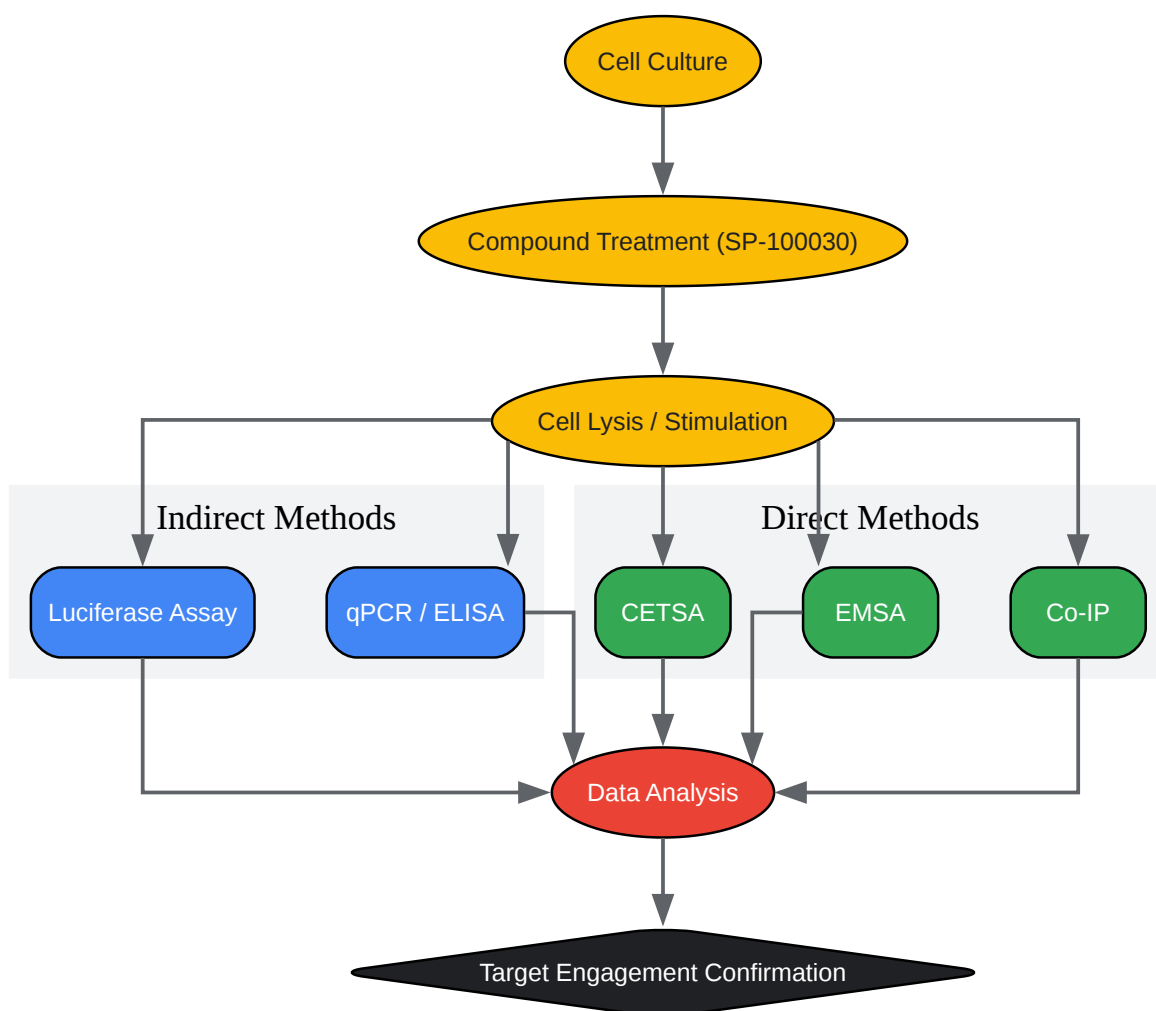 Cell Culture
Compound Treatment (SP-100030)
Cell Lysis / Stimulation
Indirect Methods
Direct Methods
Luciferase Assay
qPCR / ELISA
CETSA
EMSA
Co-IP
Data Analysis
Target Engagement Confirmation